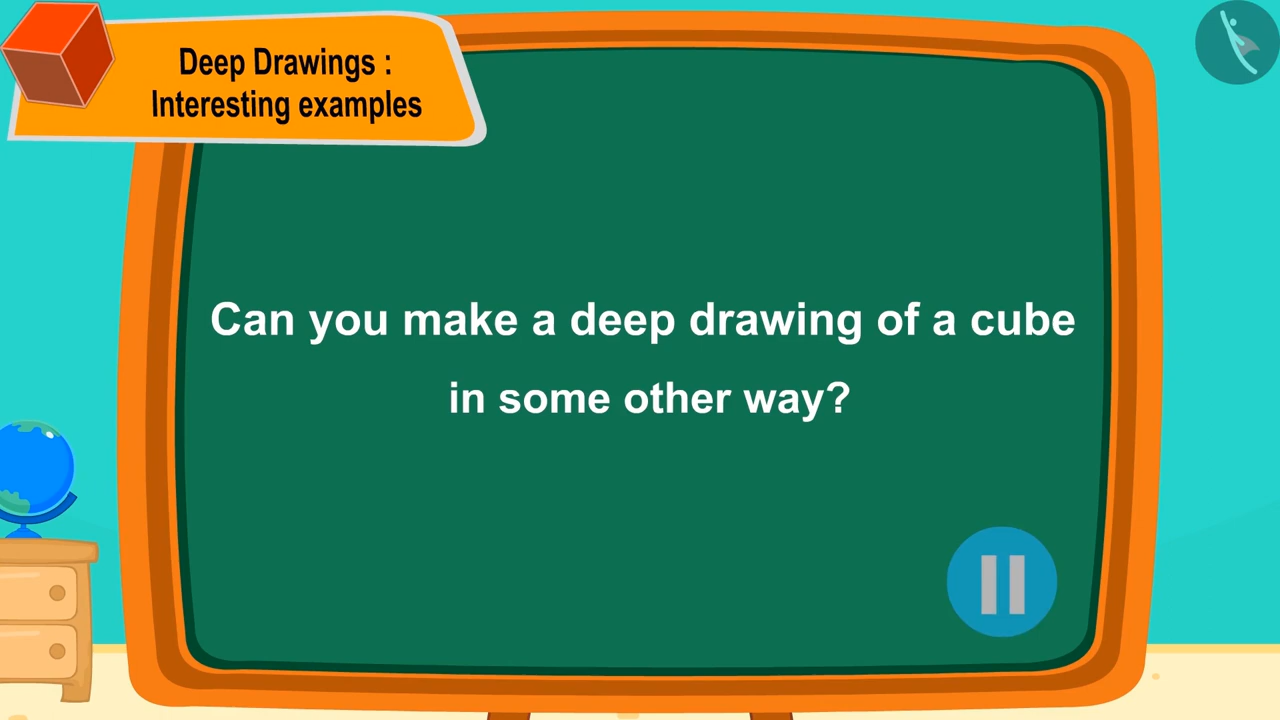 Deep Drawings :
Interesting examples
Can you make a deep drawing of a cube
in some other way?